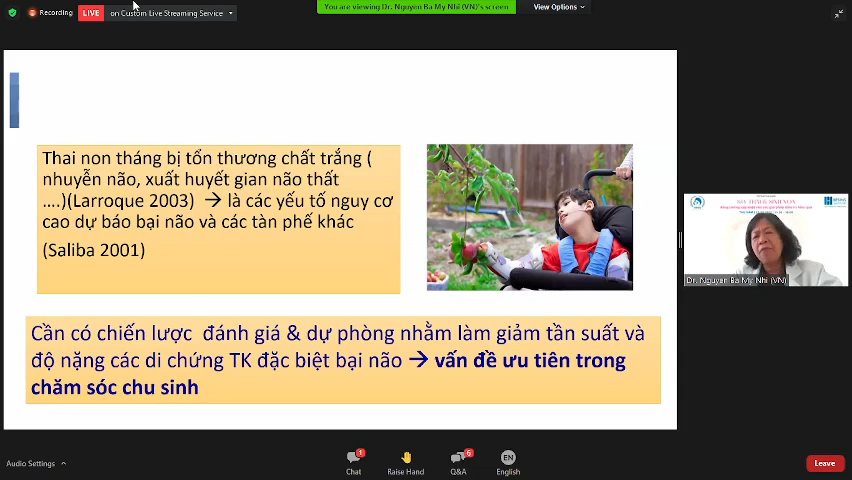 Recording
LIVE
on Custom Live Streaming Service
You are viewing Dr. Nguyen Ba My Nhi (VN)'s screen
View Options
Thai non tháng bị tổn thương chất trắng (
nhuyễn não, xuất huyết gian não thất
....)(Larroque 2003) → là các yếu tố nguy cơ
cao dự báo bại não và các tàn phế khác
(Saliba 2001)
Cần có chiến lược đánh giá & dự phòng nhằm làm giảm tần suất và
độ nặng các di chứng TK đặc biệt bại não → vấn đề ưu tiên trong
chăm sóc chu sinh
Dr. Nguyen Ba My Nhi (VN)
Audio Settings
1
Chat
Raise Hand
6
Q&A
EN
English
Leave